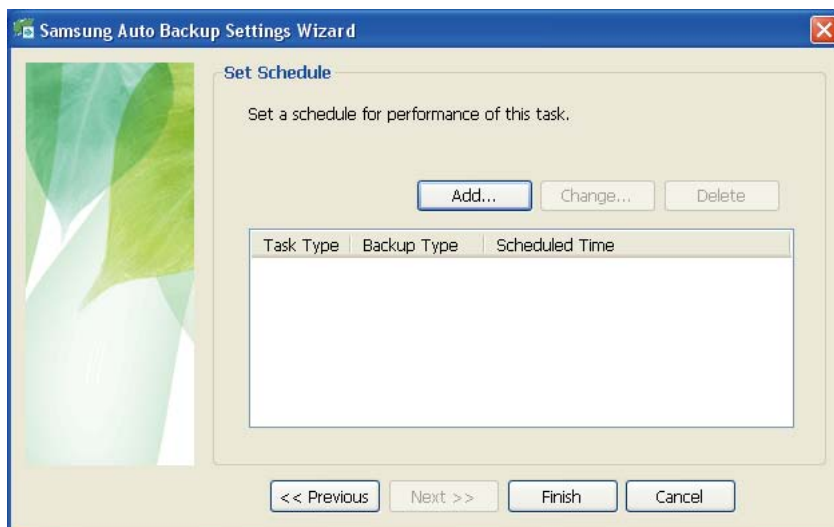 Samsung Auto Backup Settings Wizard
Set Schedule
Set a schedule for performance of this task.
Add... Change... Delete
Task Type Backup Type Scheduled Time
<< Previous Next >> Finish Cancel